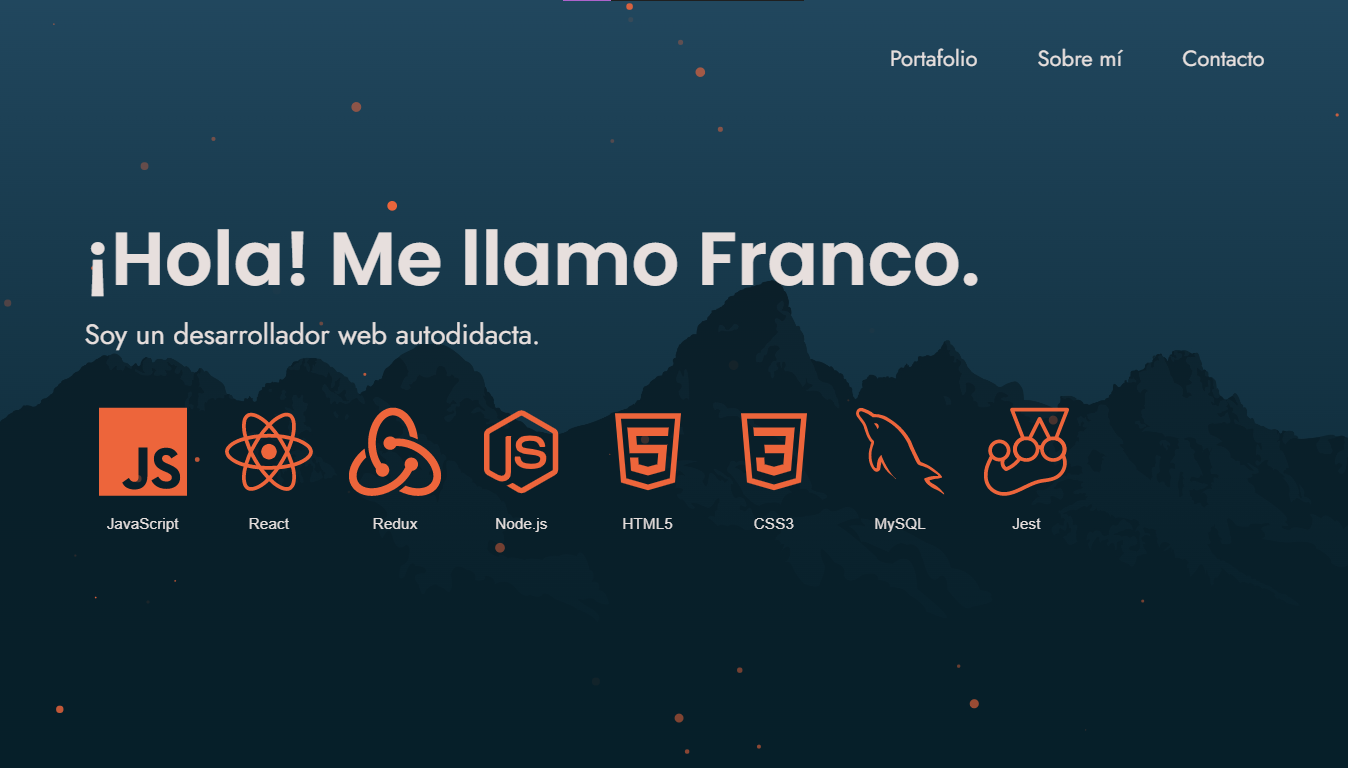 Portafolio Sobre mí Contacto
¡Hola! Me llamo Franco.
Soy un desarrollador web autodidacta.
JS JS 5 3
JavaScript React Redux Node.js HTML5 CSS3 MySQL Jest